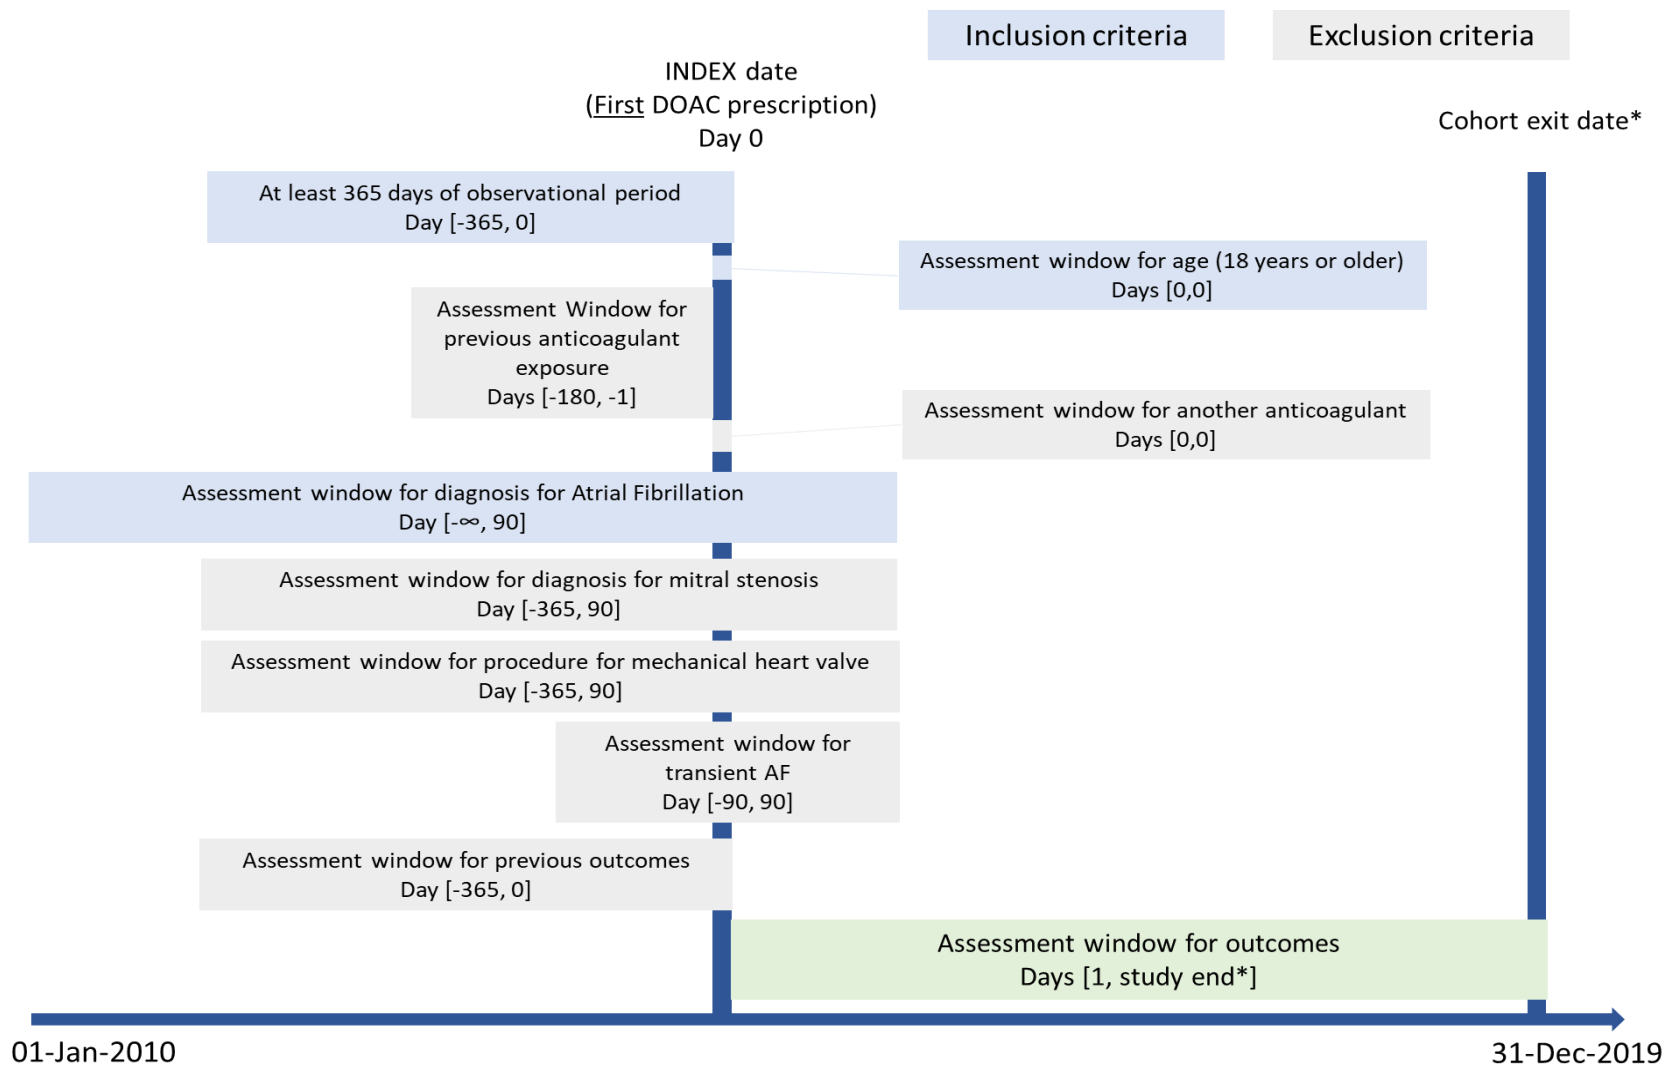 Inclusion criteria
Exclusion criteria
INDEX date
(First DOAC prescription)
Day 0
Cohort exit date*
At least 365 days of observational period
Day [-365, 0]
Assessment window for age (18 years or older)
Days [0,0]
Assessment Window for
previous anticoagulant
exposure
Days [-180, -1]
Assessment window for another anticoagulant
Days [0,0]
Assessment window for diagnosis for Atrial Fibrillation
Day [-∞, 90]
Assessment window for diagnosis for mitral stenosis
Day [-365, 90]
Assessment window for procedure for mechanical heart valve
Day [-365, 90]
Assessment window for
transient AF
Day [-90, 90]
Assessment window for previous outcomes
Day [-365, 0]
Assessment window for outcomes
Days [1, study end*]
01-Jan-2010
31-Dec-2019